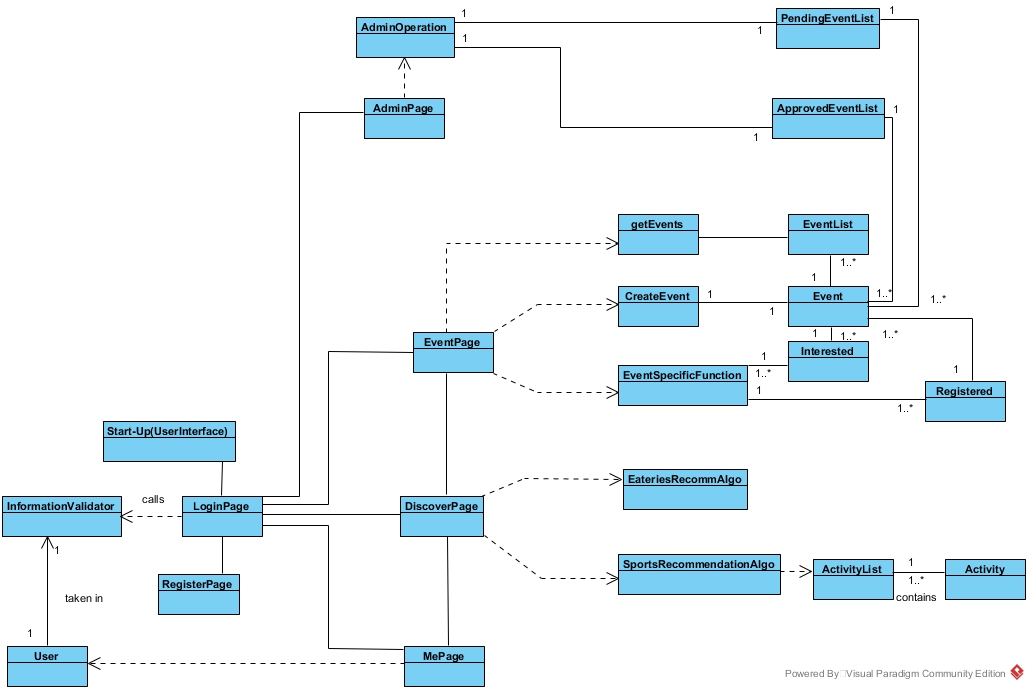 AdminOperation
1
1
1
PendingEventList
1
AdminPage
ApprovedEventList
1
1
getEvents
EventList
1..*
1
CreateEvent
1
1
Event
1..*
1..*
EventPage
1
1..*
1..*
Interested
EventSpecificFunction
1
1..*
1
1
1..*
Registered
Start-Up(UserInterface)
EateriesRecommAlgo
InformationValidator
calls
LoginPage
DiscoverPage
1
RegisterPage
SportsRecommendationAlgo
ActivityList
1
1..*
contains
Activity
taken in
1
User
MePage
Powered By Visual Paradigm Community Edition